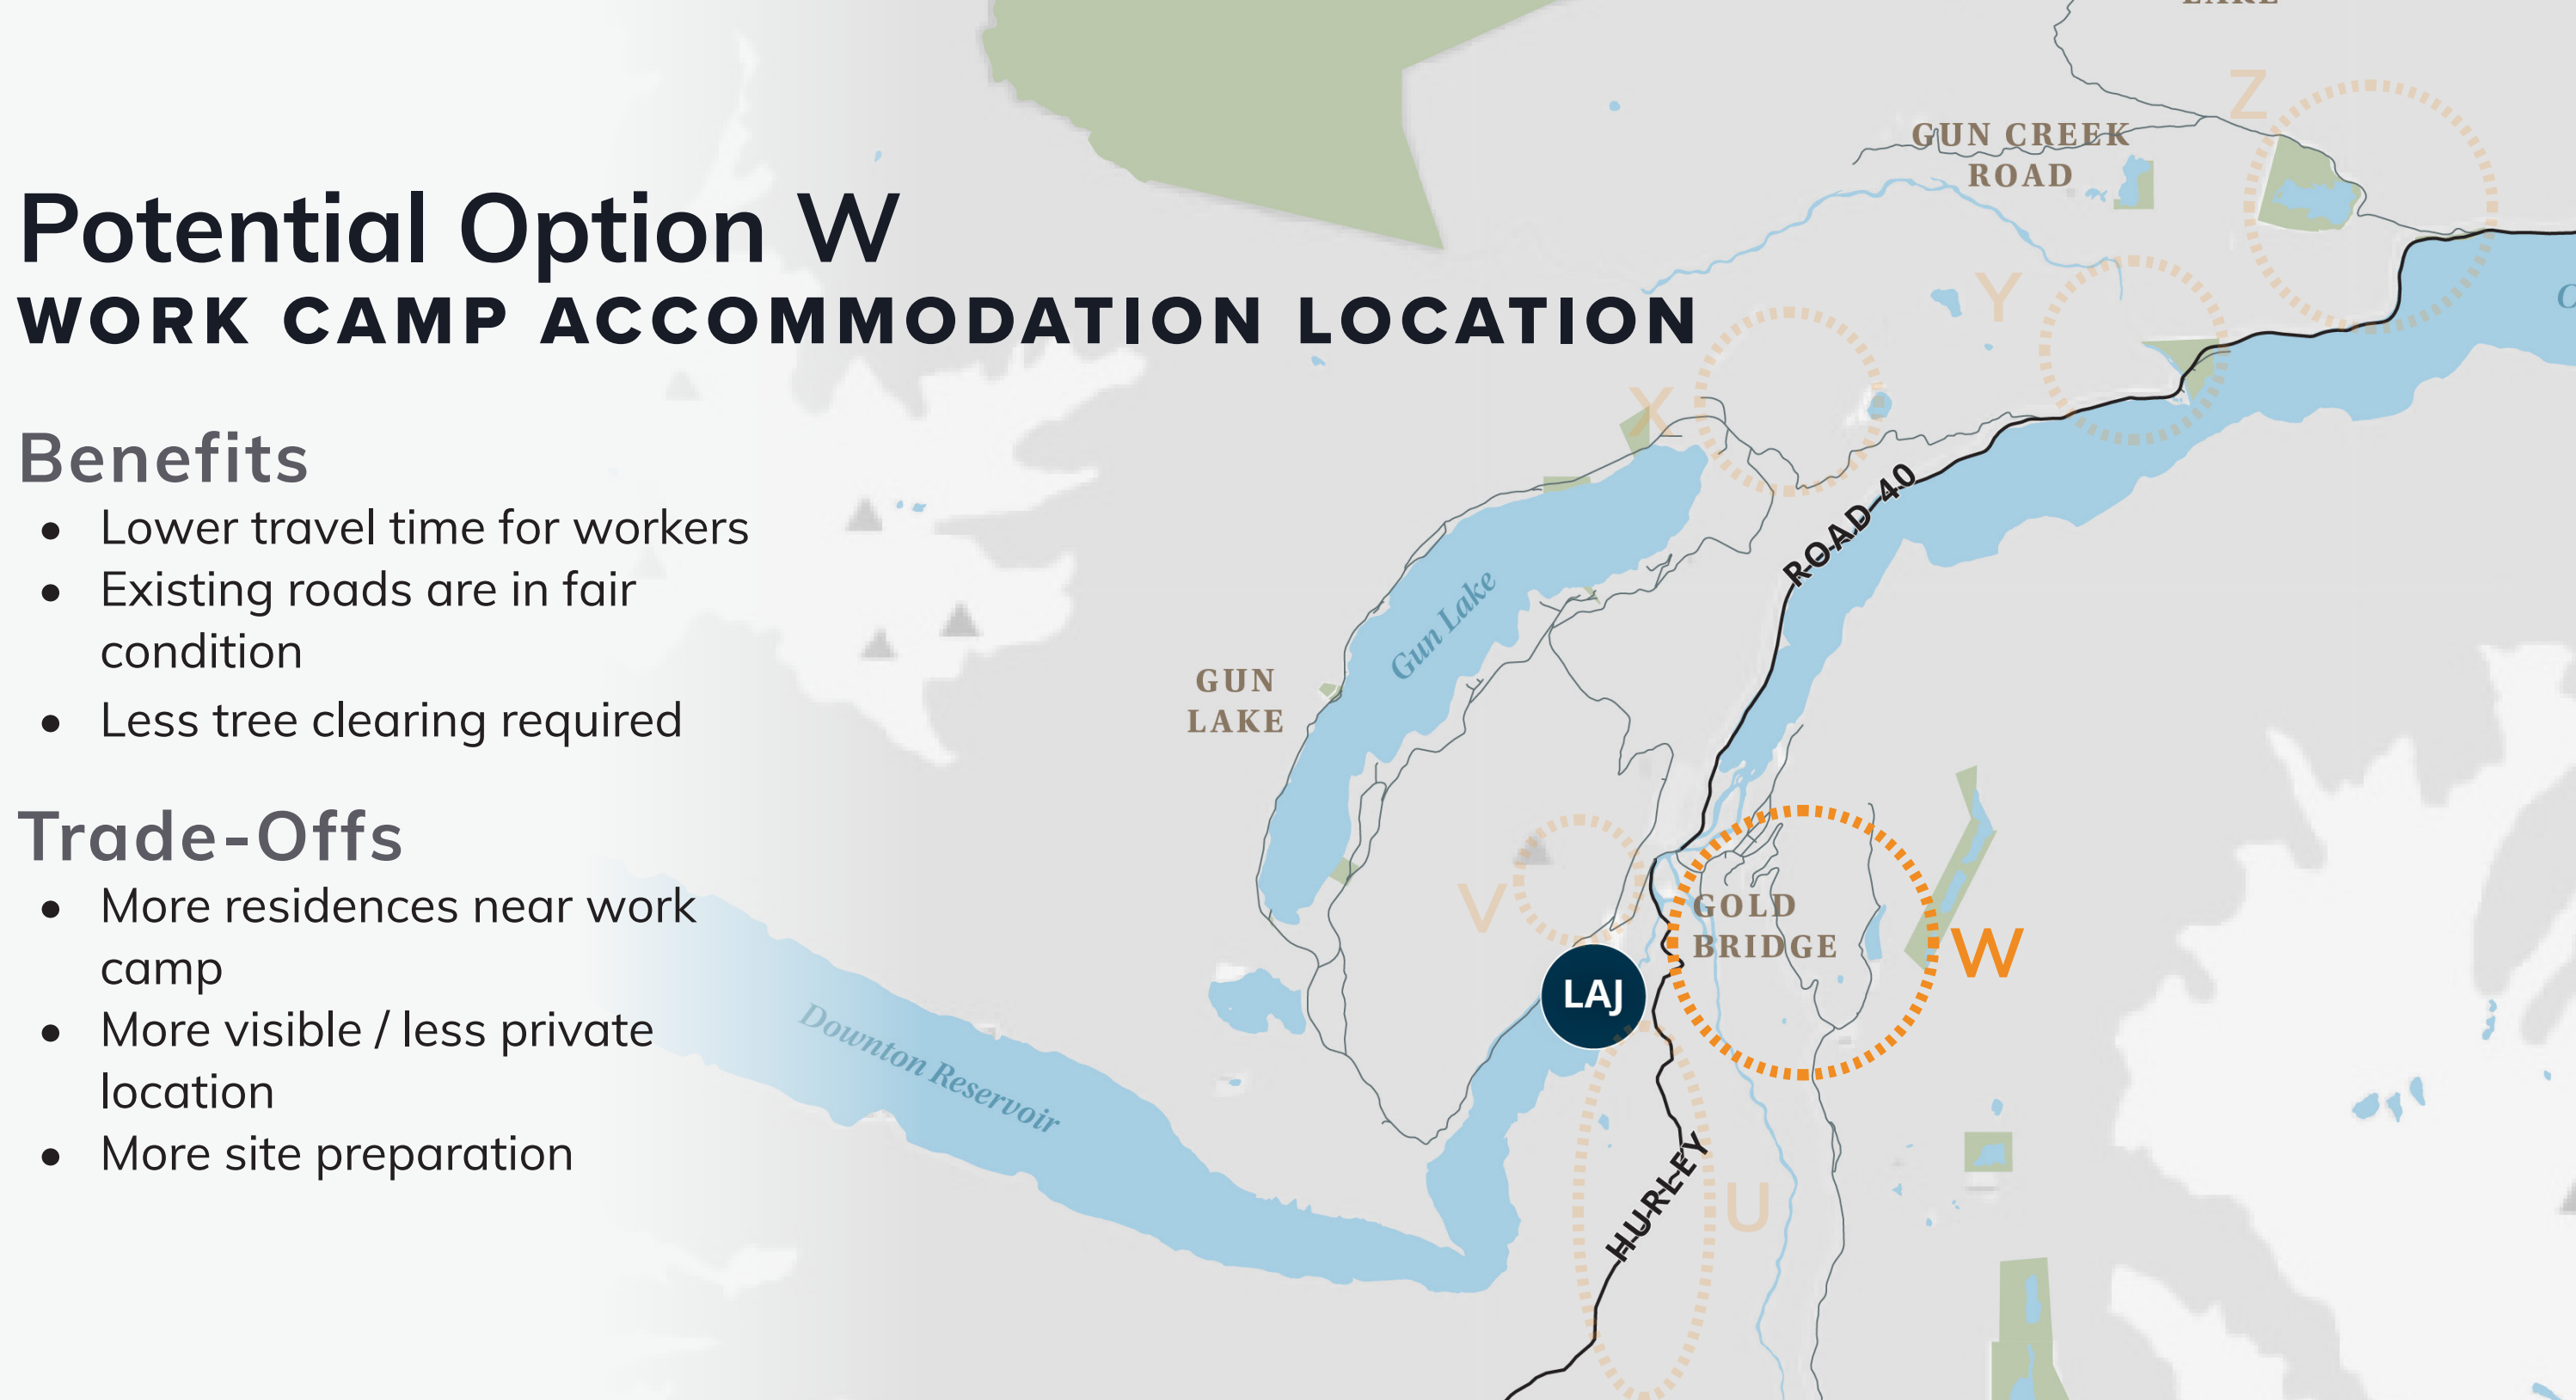 Potential Option W
WORK CAMP ACCOMMODATION LOCATION
Benefits
• Lower travel time for workers
• Existing roads are in fair
condition
• Less tree clearing required
Trade-Offs
• More residences near work
camp
• More visible / less private
location
• More site preparation
LAKE
Z
GUN CREEK
ROAD
Y
X
ROAD 40
Gun Lake
GUN
LAKE
V
GOLD
BRIDGE
W
LAJ
Downton Reservoir
HURLEY
U